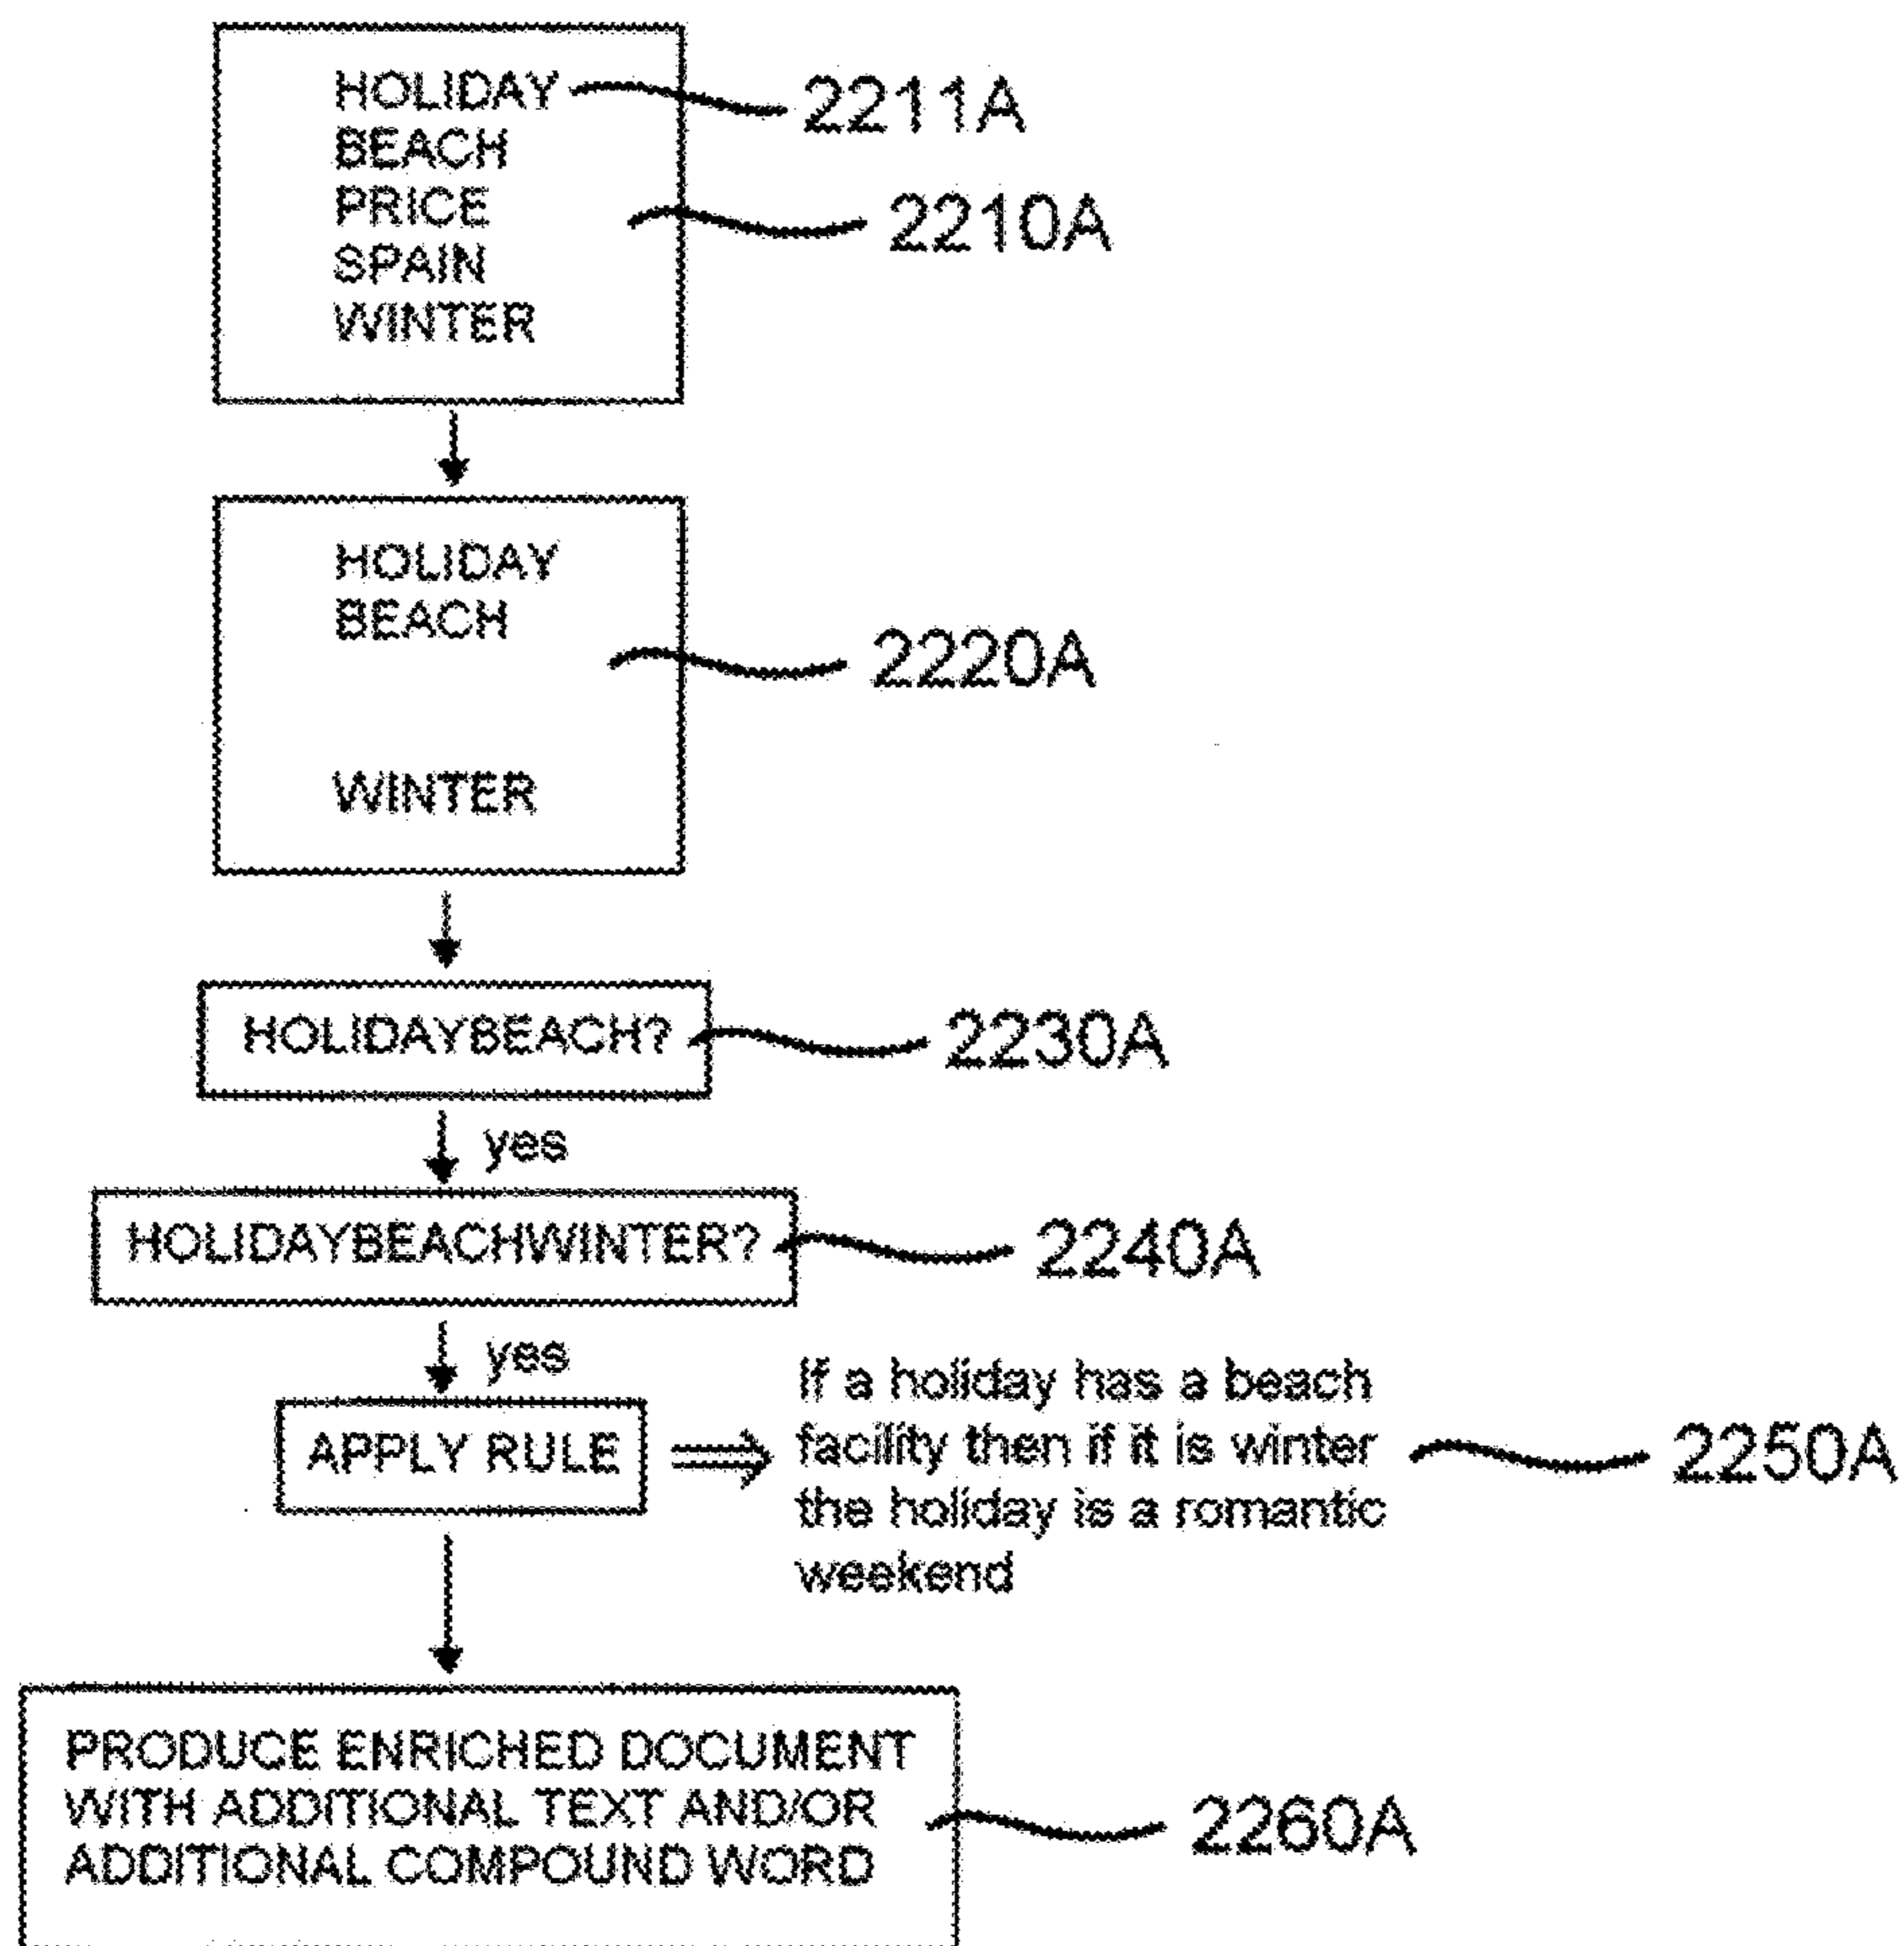 HOLIDAY 2211A
BEACH
PRICE 2210A
SPAIN
WINTER
HOLIDAY
BEACH
2220A
WINTER
HOLIDAYBEACH? 2230A
yes
HOLIDAYBEACHWINTER? 2240A
yes
If a holiday has a beach
APPLY RULE facility then if it is winter 2250A
the holiday is a romantic
weekend
PRODUCE ENRICHED DOCUMENT
WITH ADDITIONAL TEXT AND/OR 2260A
ADDITIONAL COMPOUND WORD